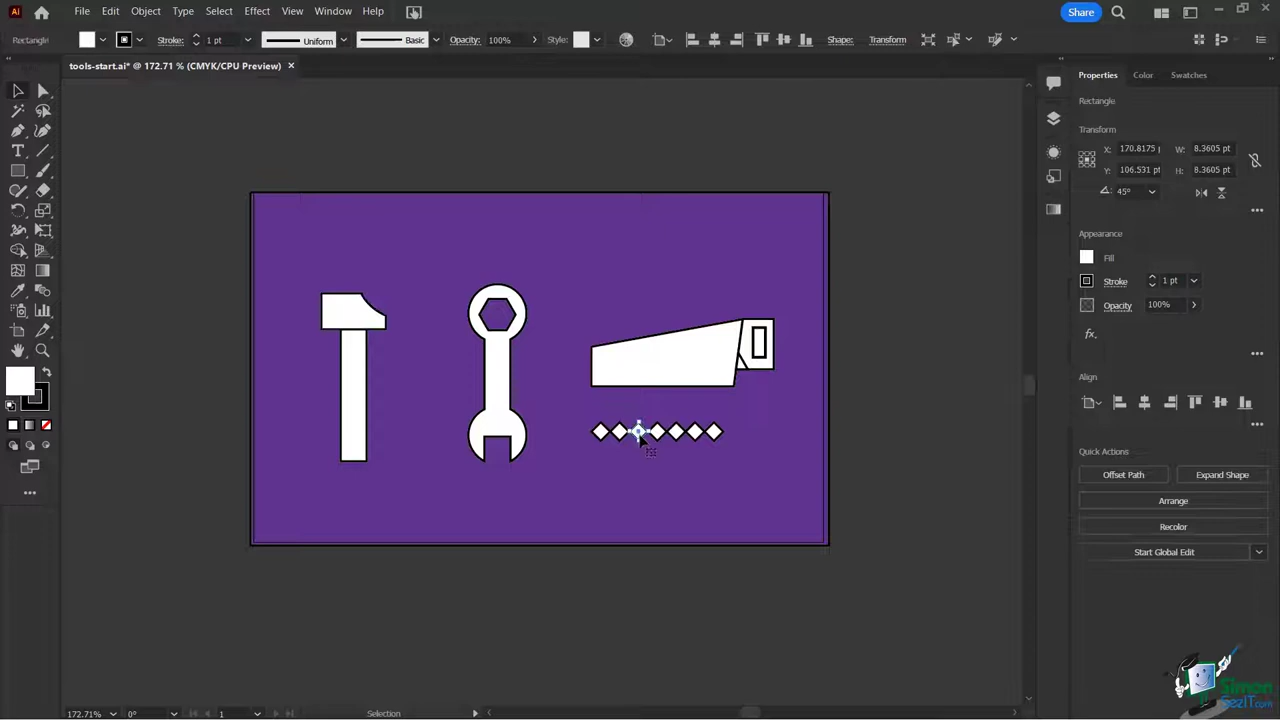 Ai File Edit Object Type Select Effect View Window Help Share
Rectangle Stroke: 1 pt Uniform Basic Opacity: 100% Style: Shape: Transform
tools-start.ai* @ 172.71 % (CMYK/CPU Preview) ×
Properties Color Swatches
Rectangle
Transform
X: 170.8175 | W: 8.3605 pt
Y: 106.531 pt H: 8.3605 pt
45°
Appearance
Fill
Stroke 1 pt
Opacity 100%
fx.
Align
Quick Actions
Offset Path Expand Shape
Arrange
Recolor
Start Global Edit
172.71% 0° 1 Selection
Simon
SezIT.com